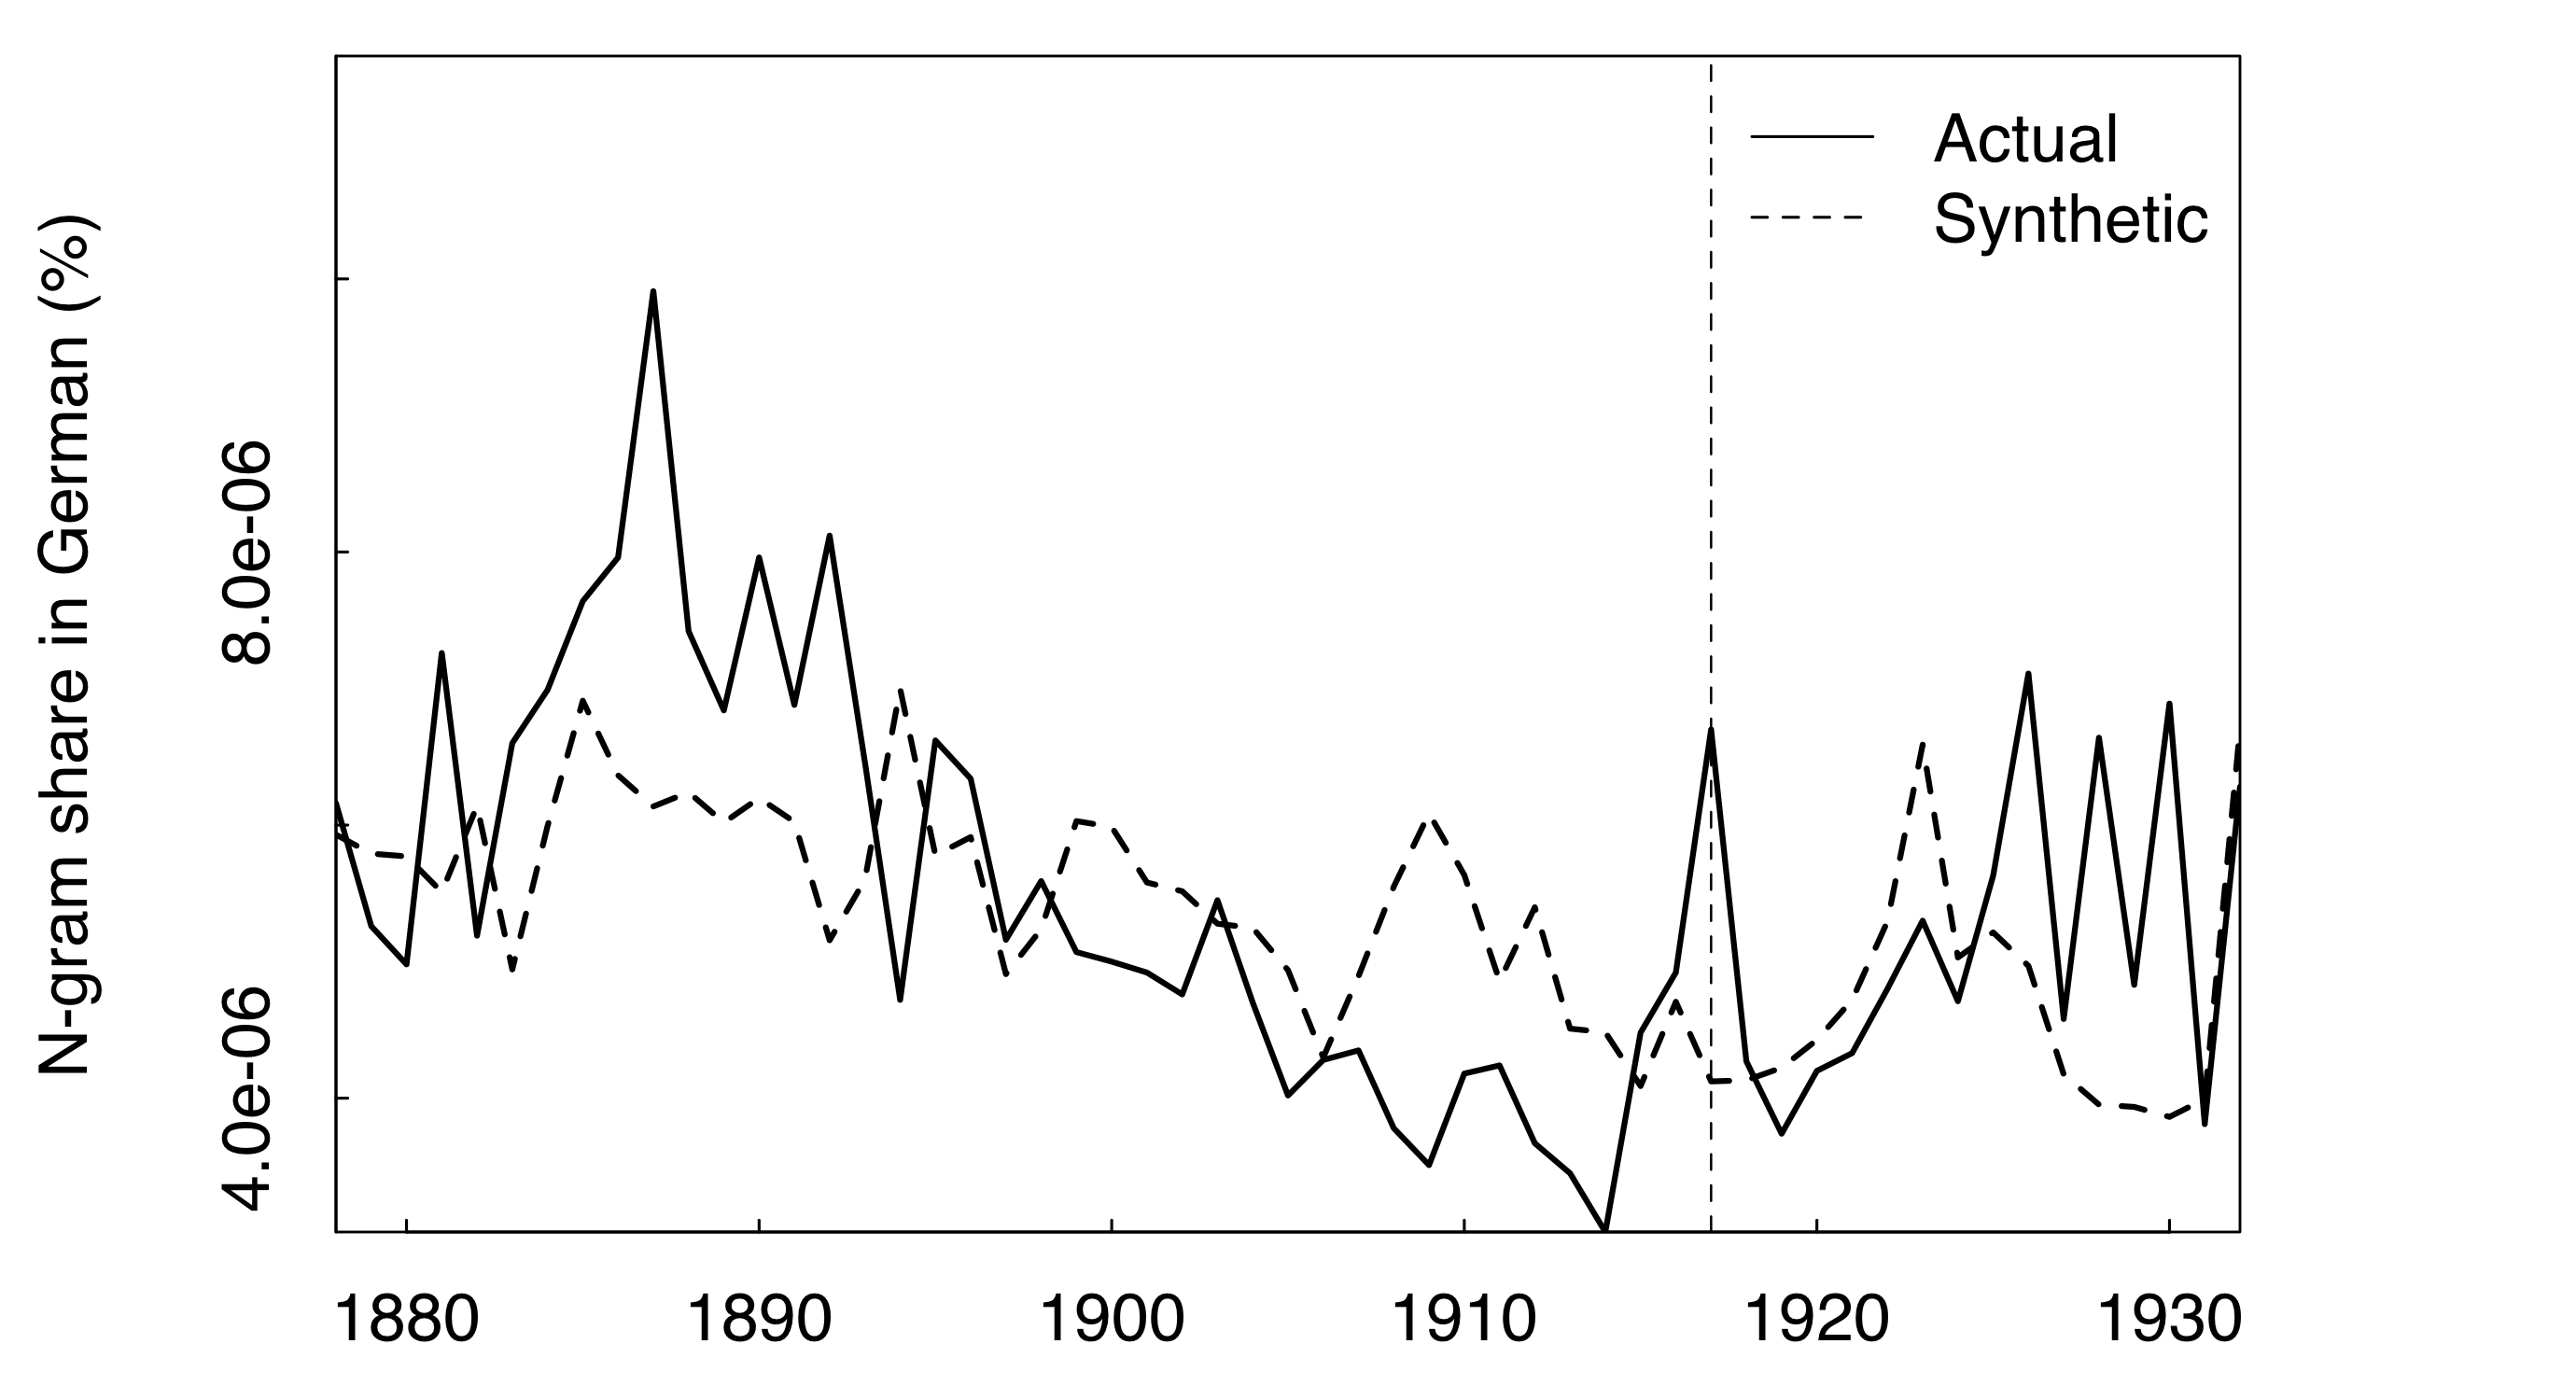 N-gram share in German (%)
8.0e-06
4.0e-06
Actual
Synthetic
1880 1890 1900 1910 1920 1930